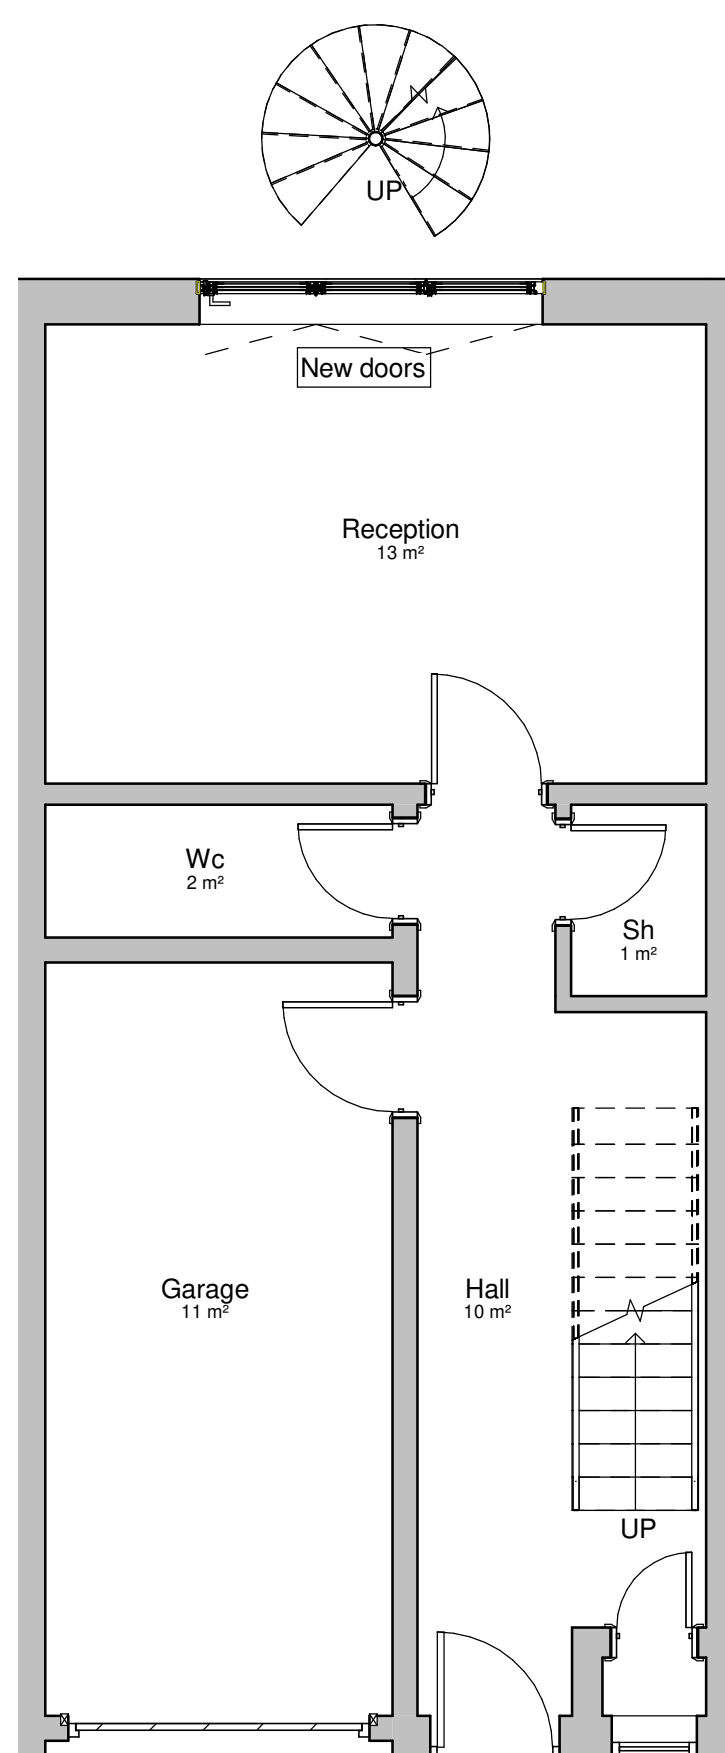 UP
New doors
Reception
13 m²
Wc
2 m²
Sh
1 m²
Garage
11 m²
Hall
10 m²
UP